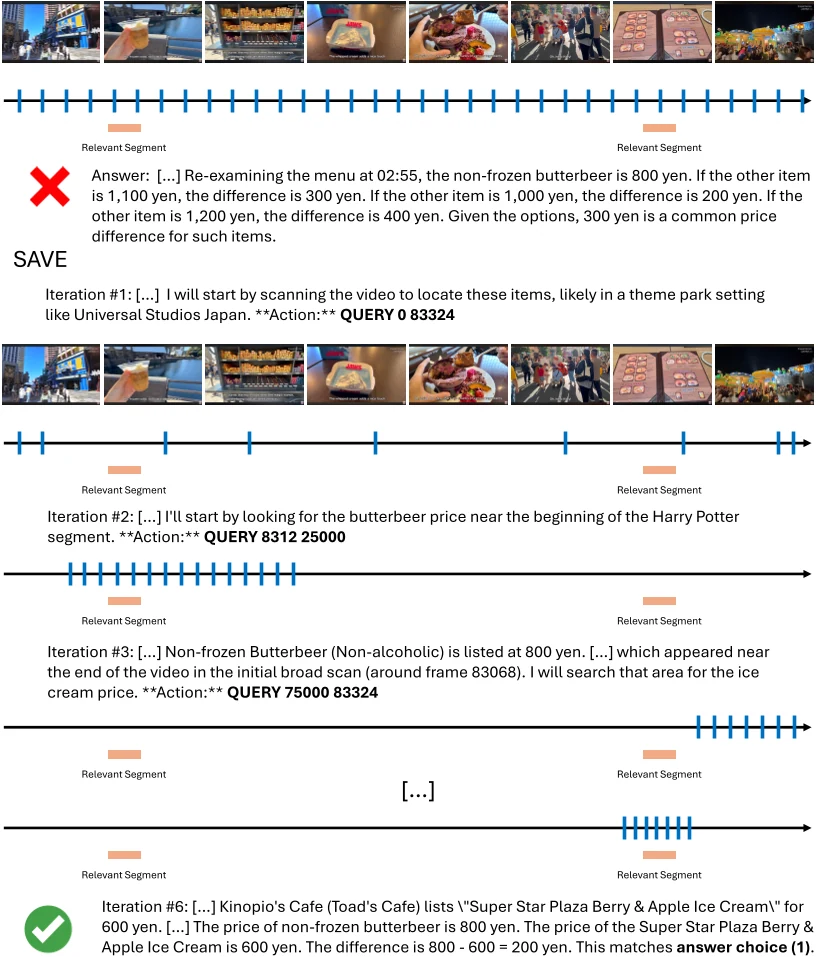 JAWS
Relevant Segment
Relevant Segment
Answer:  [...] Re-examining the menu at 02:55, the non-frozen butterbeer is 800 yen. If the other item
is 1,100 yen, the difference is 300 yen. If the other item is 1,000 yen, the difference is 200 yen. If the
other item is 1,200 yen, the difference is 400 yen. Given the options, 300 yen is a common price
difference for such items.
SAVE
Iteration #1: [...]  I will start by scanning the video to locate these items, likely in a theme park setting
like Universal Studios Japan. **Action:** QUERY 0 83324
JAWS
Relevant Segment
Relevant Segment
Iteration #2: [...] I'll start by looking for the butterbeer price near the beginning of the Harry Potter
segment. **Action:** QUERY 8312 25000
Relevant Segment
Relevant Segment
Iteration #3: [...] Non-frozen Butterbeer (Non-alcoholic) is listed at 800 yen. [...] which appeared near
the end of the video in the initial broad scan (around frame 83068). I will search that area for the ice
cream price. **Action:** QUERY 75000 83324
Relevant Segment
Relevant Segment
[...]
Relevant Segment
Relevant Segment
Iteration #6: [...] Kinopio's Cafe (Toad's Cafe) lists \"Super Star Plaza Berry & Apple Ice Cream\" for
600 yen. [...] The price of non-frozen butterbeer is 800 yen. The price of the Super Star Plaza Berry &
Apple Ice Cream is 600 yen. The difference is 800 - 600 = 200 yen. This matches answer choice (1).